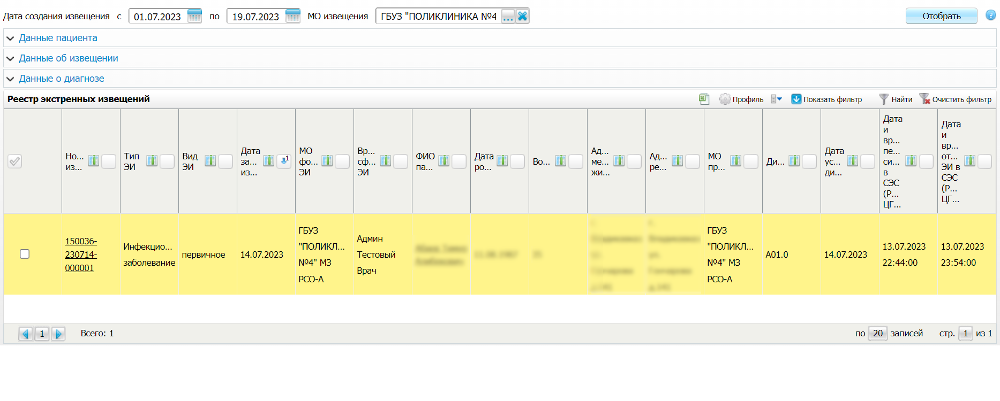 Дата создания извещения с 01.07.2023 по 19.07.2023 МО извещения ГБУЗ "ПОЛИКЛИНИКА №4 ... Отобрать ?
Данные пациента
Данные об извещении
Данные о диагнозе
Реестр экстренных извещений Профиль Показать фильтр Найти Очистить фильтр
Но...
из...
Тип
ЭИ
Вид
ЭИ
Дата
за...
из...
1
МО
фо...
ЭИ
Вр...
сф...
ЭИ
ФИО
па...
Дата
ро...
Во...
Ад...
ме...
жи...
Ад...
ре...
МО
пр...
Ди...
Дата
ус...
ди...
Дата
и
вр...
пе...
си...
в
СЭС
(Р...
ЦГ...
Дата
и
вр...
от...
ЭИ в
СЭС
(Р...
ЦГ...
150036-
230714-
000001
Инфекцио...
заболевание
первичное
14.07.2023
ГБУЗ
"ПОЛИКЛ...
№4" МЗ
РСО-А
Админ
Тестовый
Врач
ГБУЗ
"ПОЛИКЛ...
№4" МЗ
РСО-А
A01.0
14.07.2023
13.07.2023
22:44:00
13.07.2023
23:54:00
1 Всего: 1 по 20 записей стр. 1 из 1